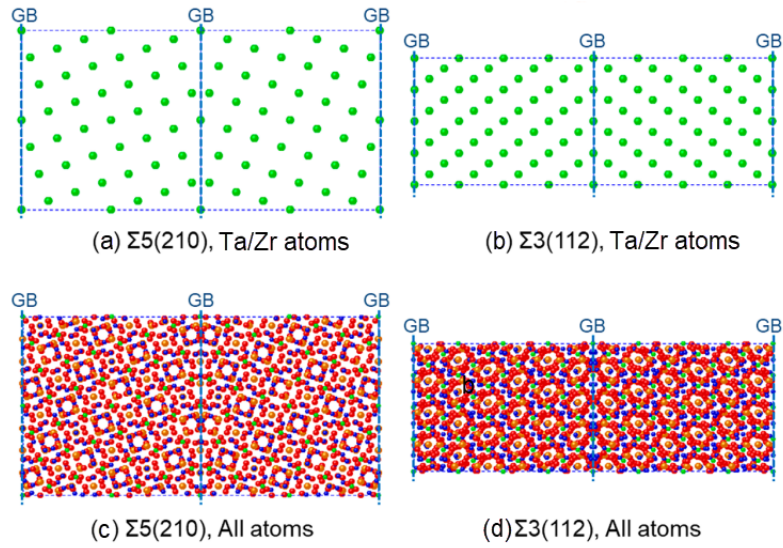 GB GB GB
GB GB GB
(a) Σ5(210), Ta/Zr atoms
(b) Σ3(112), Ta/Zr atoms
GB GB GB
GB GB GB
b
(c) Σ5(210), All atoms
(d) Σ3(112), All atoms